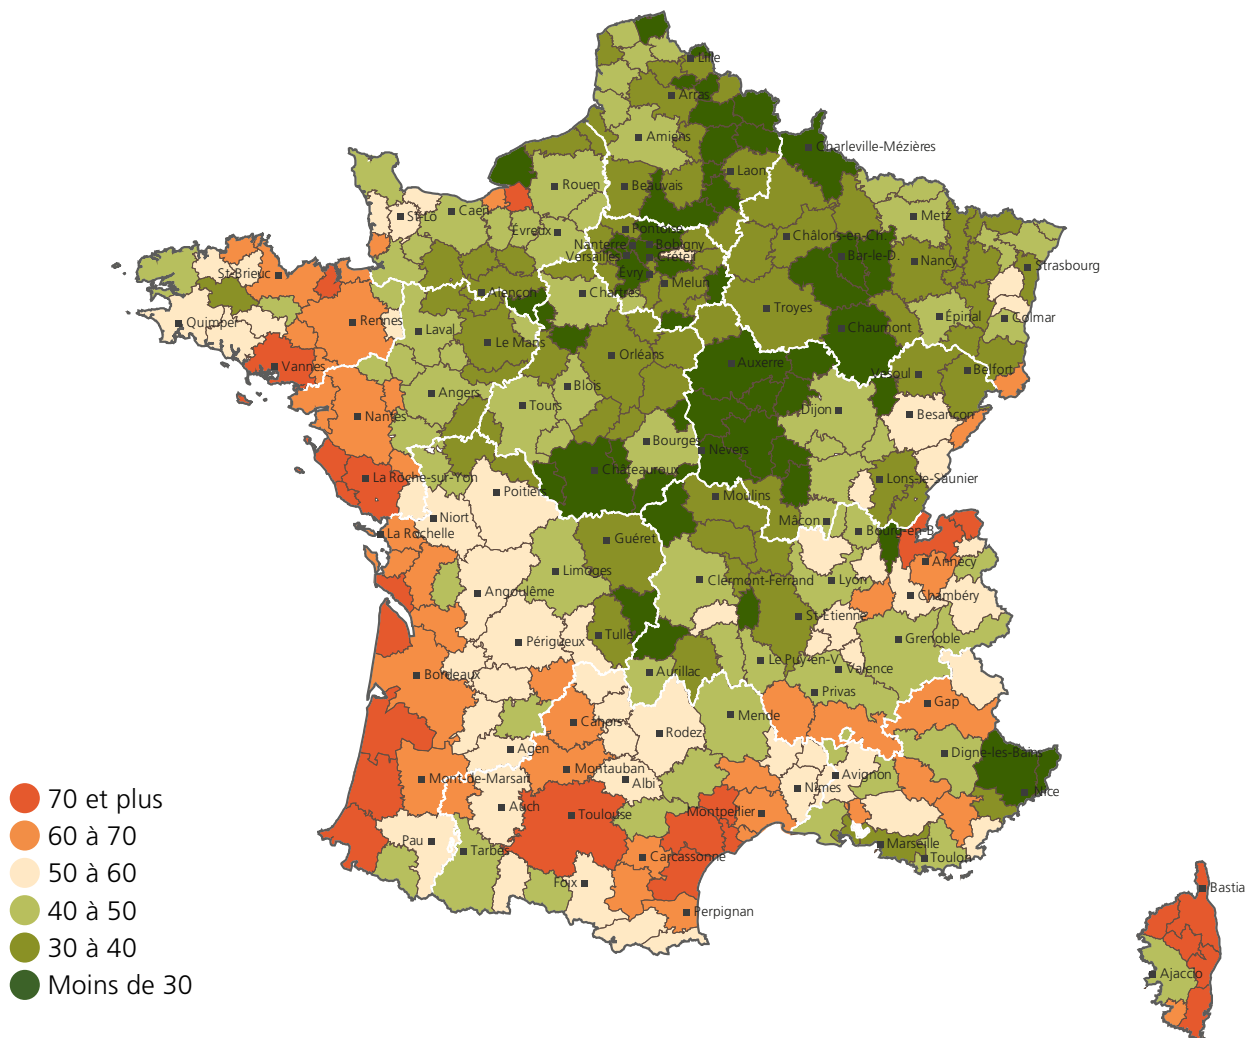 Lille
Arras
Amiens
Charleville-Mézières
Laon
Rouen
Beauvais
St-Lô
Caen
Metz
Évreux
Pontoise
Châlons-en-Ch.
Nanterre
Bobigny
Versailles
Créteil
Bar-le-D.
Nancy
Strasbourg
St-Brieuc
Évry
Melun
Alençon
Chartres
Troyes
Épinal
Colmar
Quimper
Rennes
Laval
Chaumont
Le Mans
Orléans
Vannes
Auxerre
Vesoul
Belfort
Angers
Blois
Tours
Dijon
Besançon
Nantes
Bourges
Nevers
La Roche-sur-Yon
Châteauroux
Lons-le-Saunier
Poitiers
Moulins
Niort
Mâcon
La Rochelle
Bourg-en-B.
Guéret
Annecy
Limoges
Clermont-Ferrand
Lyon
Angoulême
Chambéry
St-Etienne
Périgueux
Tulle
Grenoble
Bordeaux
Aurillac
Le Puy-en-V.
Valence
Privas
Gap
Cahors
Mende
Rodez
Agen
Digne-les-Bains
Mont-de-Marsan
Montauban
Albi
Avignon
Nîmes
Nice
70 et plus
Auch
Toulouse
Montpellier
60 à 70
Pau
Tarbes
Marseille
Carcassonne
Toulon
50 à 60
Foix
Bastia
40 à 50
Perpignan
30 à 40
Ajaccio
Moins de 30